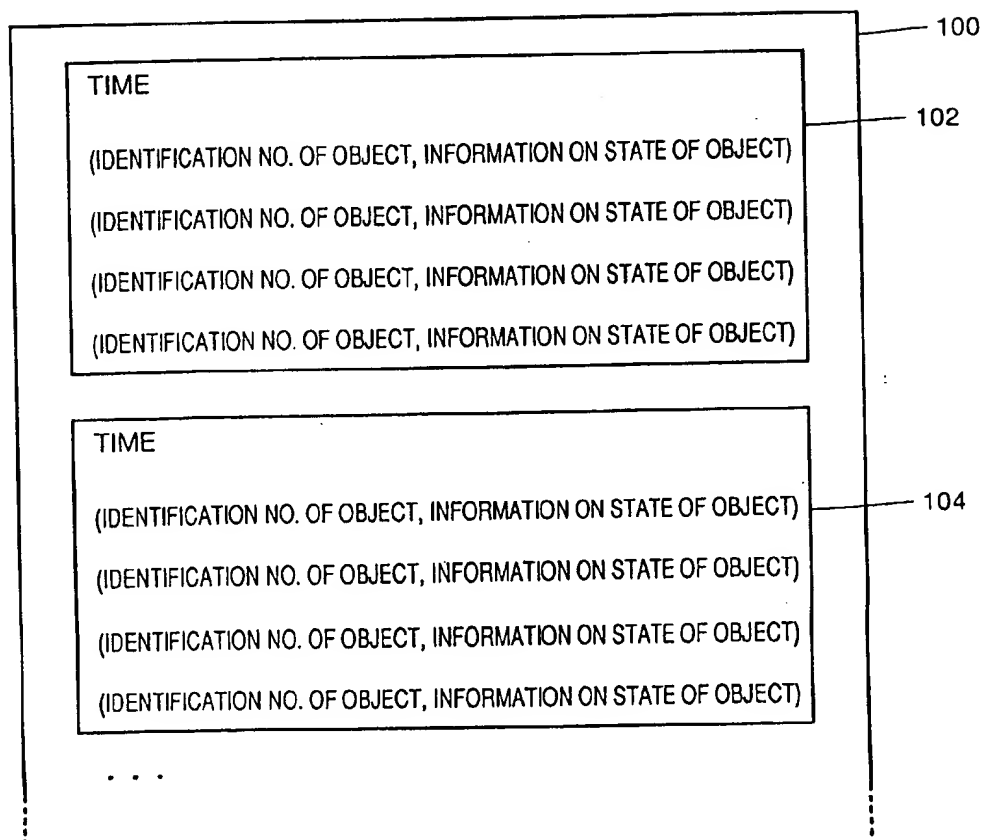 100
TIME
102
(IDENTIFICATION NO. OF OBJECT, INFORMATION ON STATE OF OBJECT)
(IDENTIFICATION NO. OF OBJECT, INFORMATION ON STATE OF OBJECT)
(IDENTIFICATION NO. OF OBJECT, INFORMATION ON STATE OF OBJECT)
(IDENTIFICATION NO. OF OBJECT, INFORMATION ON STATE OF OBJECT)
TIME
104
(IDENTIFICATION NO. OF OBJECT, INFORMATION ON STATE OF OBJECT)
(IDENTIFICATION NO. OF OBJECT, INFORMATION ON STATE OF OBJECT)
(IDENTIFICATION NO. OF OBJECT, INFORMATION ON STATE OF OBJECT)
(IDENTIFICATION NO. OF OBJECT, INFORMATION ON STATE OF OBJECT)
. . .